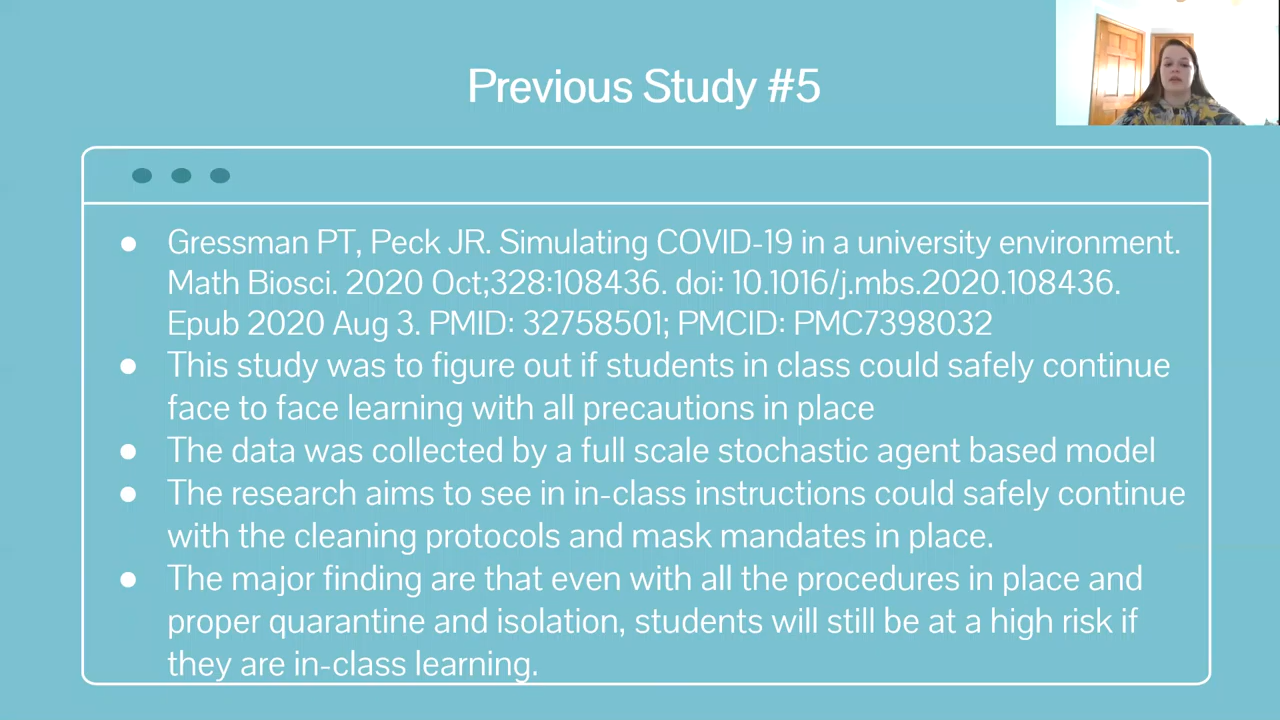 Previous Study #5
● Gressman PT, Peck JR. Simulating COVID-19 in a university environment.
Math Biosci. 2020 Oct;328:108436. doi: 10.1016/j.mbs.2020.108436.
Epub 2020 Aug 3. PMID: 32758501; PMCID: PMC7398032
● This study was to figure out if students in class could safely continue
face to face learning with all precautions in place
● The data was collected by a full scale stochastic agent based model
● The research aims to see in in-class instructions could safely continue
with the cleaning protocols and mask mandates in place.
● The major finding are that even with all the procedures in place and
proper quarantine and isolation, students will still be at a high risk if
they are in-class learning.